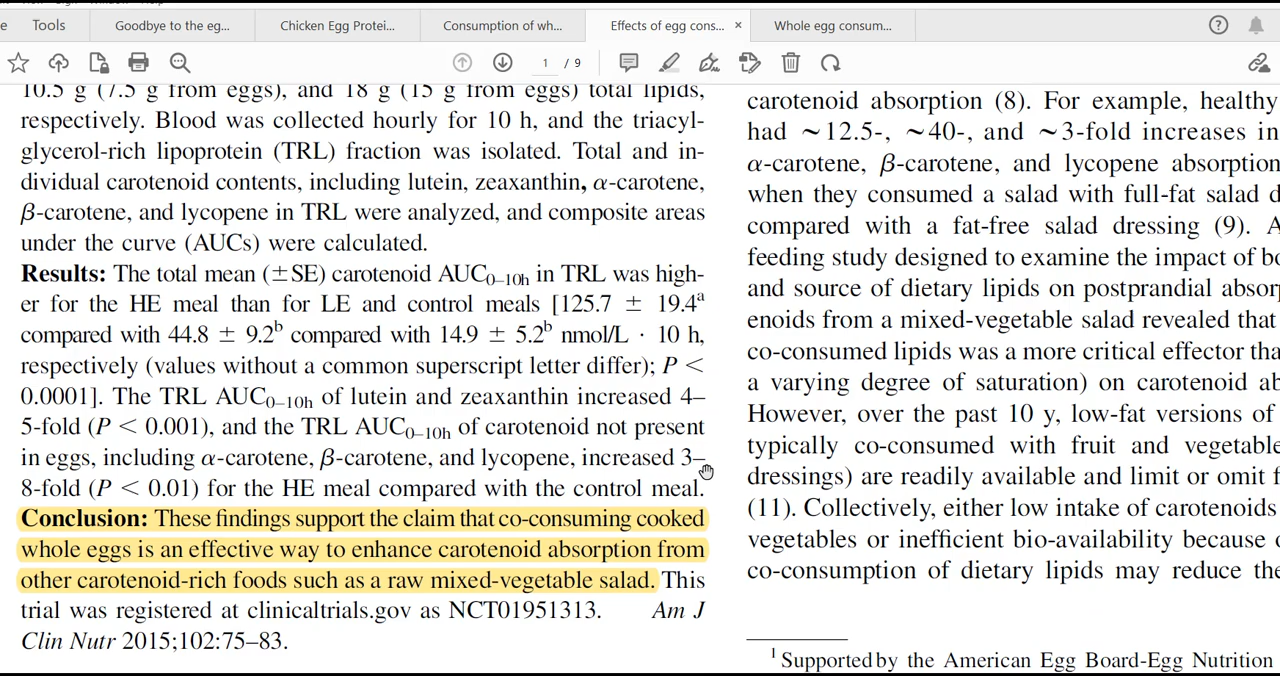 Tools
Goodbye to the eg...
Chicken Egg Protei...
Consumption of wh...
Effects of egg cons... ×
Whole egg consum...
1 / 9
10.5 g (7.5 g from eggs), and 18 g (15 g from eggs) total lipids,
respectively. Blood was collected hourly for 10 h, and the triacyl-
glycerol-rich lipoprotein (TRL) fraction was isolated. Total and in-
dividual carotenoid contents, including lutein, zeaxanthin, α-carotene,
β-carotene, and lycopene in TRL were analyzed, and composite areas
under the curve (AUCs) were calculated.
Results: The total mean (±SE) carotenoid AUC0–10h in TRL was high-
er for the HE meal than for LE and control meals [125.7 ± 19.4a
compared with 44.8 ± 9.2b compared with 14.9 ± 5.2b nmol/L · 10 h,
respectively (values without a common superscript letter differ); P <
0.0001]. The TRL AUC0–10h of lutein and zeaxanthin increased 4–
5-fold (P < 0.001), and the TRL AUC0–10h of carotenoid not present
in eggs, including α-carotene, β-carotene, and lycopene, increased 3–
8-fold (P < 0.01) for the HE meal compared with the control meal.
Conclusion: These findings support the claim that co-consuming cooked
whole eggs is an effective way to enhance carotenoid absorption from
other carotenoid-rich foods such as a raw mixed-vegetable salad. This
trial was registered at clinicaltrials.gov as NCT01951313. Am J
Clin Nutr 2015;102:75–83.
carotenoid absorption (8). For example, healthy
had ~12.5-, ~40-, and ~3-fold increases in
α-carotene, β-carotene, and lycopene absorption
when they consumed a salad with full-fat salad d
compared with a fat-free salad dressing (9). A
feeding study designed to examine the impact of bo
and source of dietary lipids on postprandial absor
enoids from a mixed-vegetable salad revealed that
co-consumed lipids was a more critical effector tha
a varying degree of saturation) on carotenoid ab
However, over the past 10 y, low-fat versions of
typically co-consumed with fruit and vegetable
dressings) are readily available and limit or omit f
(11). Collectively, either low intake of carotenoids
vegetables or inefficient bio-availability because
co-consumption of dietary lipids may reduce the
1 Supported by the American Egg Board-Egg Nutrition